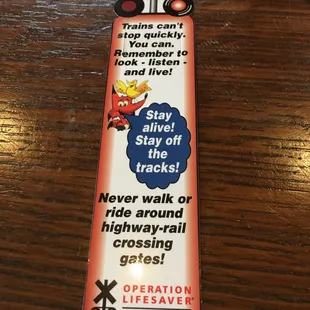 Trains can't
stop quickly.
You can.
Remember to
look - listen -
and live!
Stay
alive!
Stay off
the
tracks!
Never walk or
ride around
highway-rail
crossing
gates!
OPERATION
LIFESAVER®